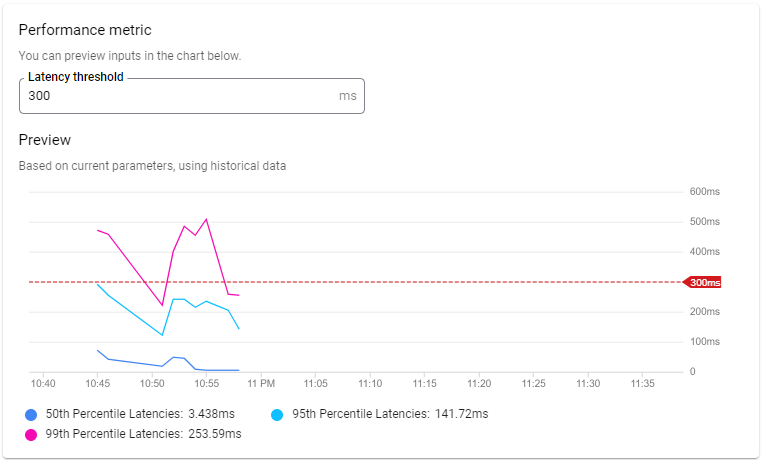 Performance metric
You can preview inputs in the chart below.
Latency threshold
300 ms
Preview
Based on current parameters, using historical data
600ms
500ms
400ms
300ms
200ms
100ms
0
10:40 10:45 10:50 10:55 11 PM 11:05 11:10 11:15 11:20 11:25 11:30 11:35
50th Percentile Latencies: 3.438ms 95th Percentile Latencies: 141.72ms
99th Percentile Latencies: 253.59ms